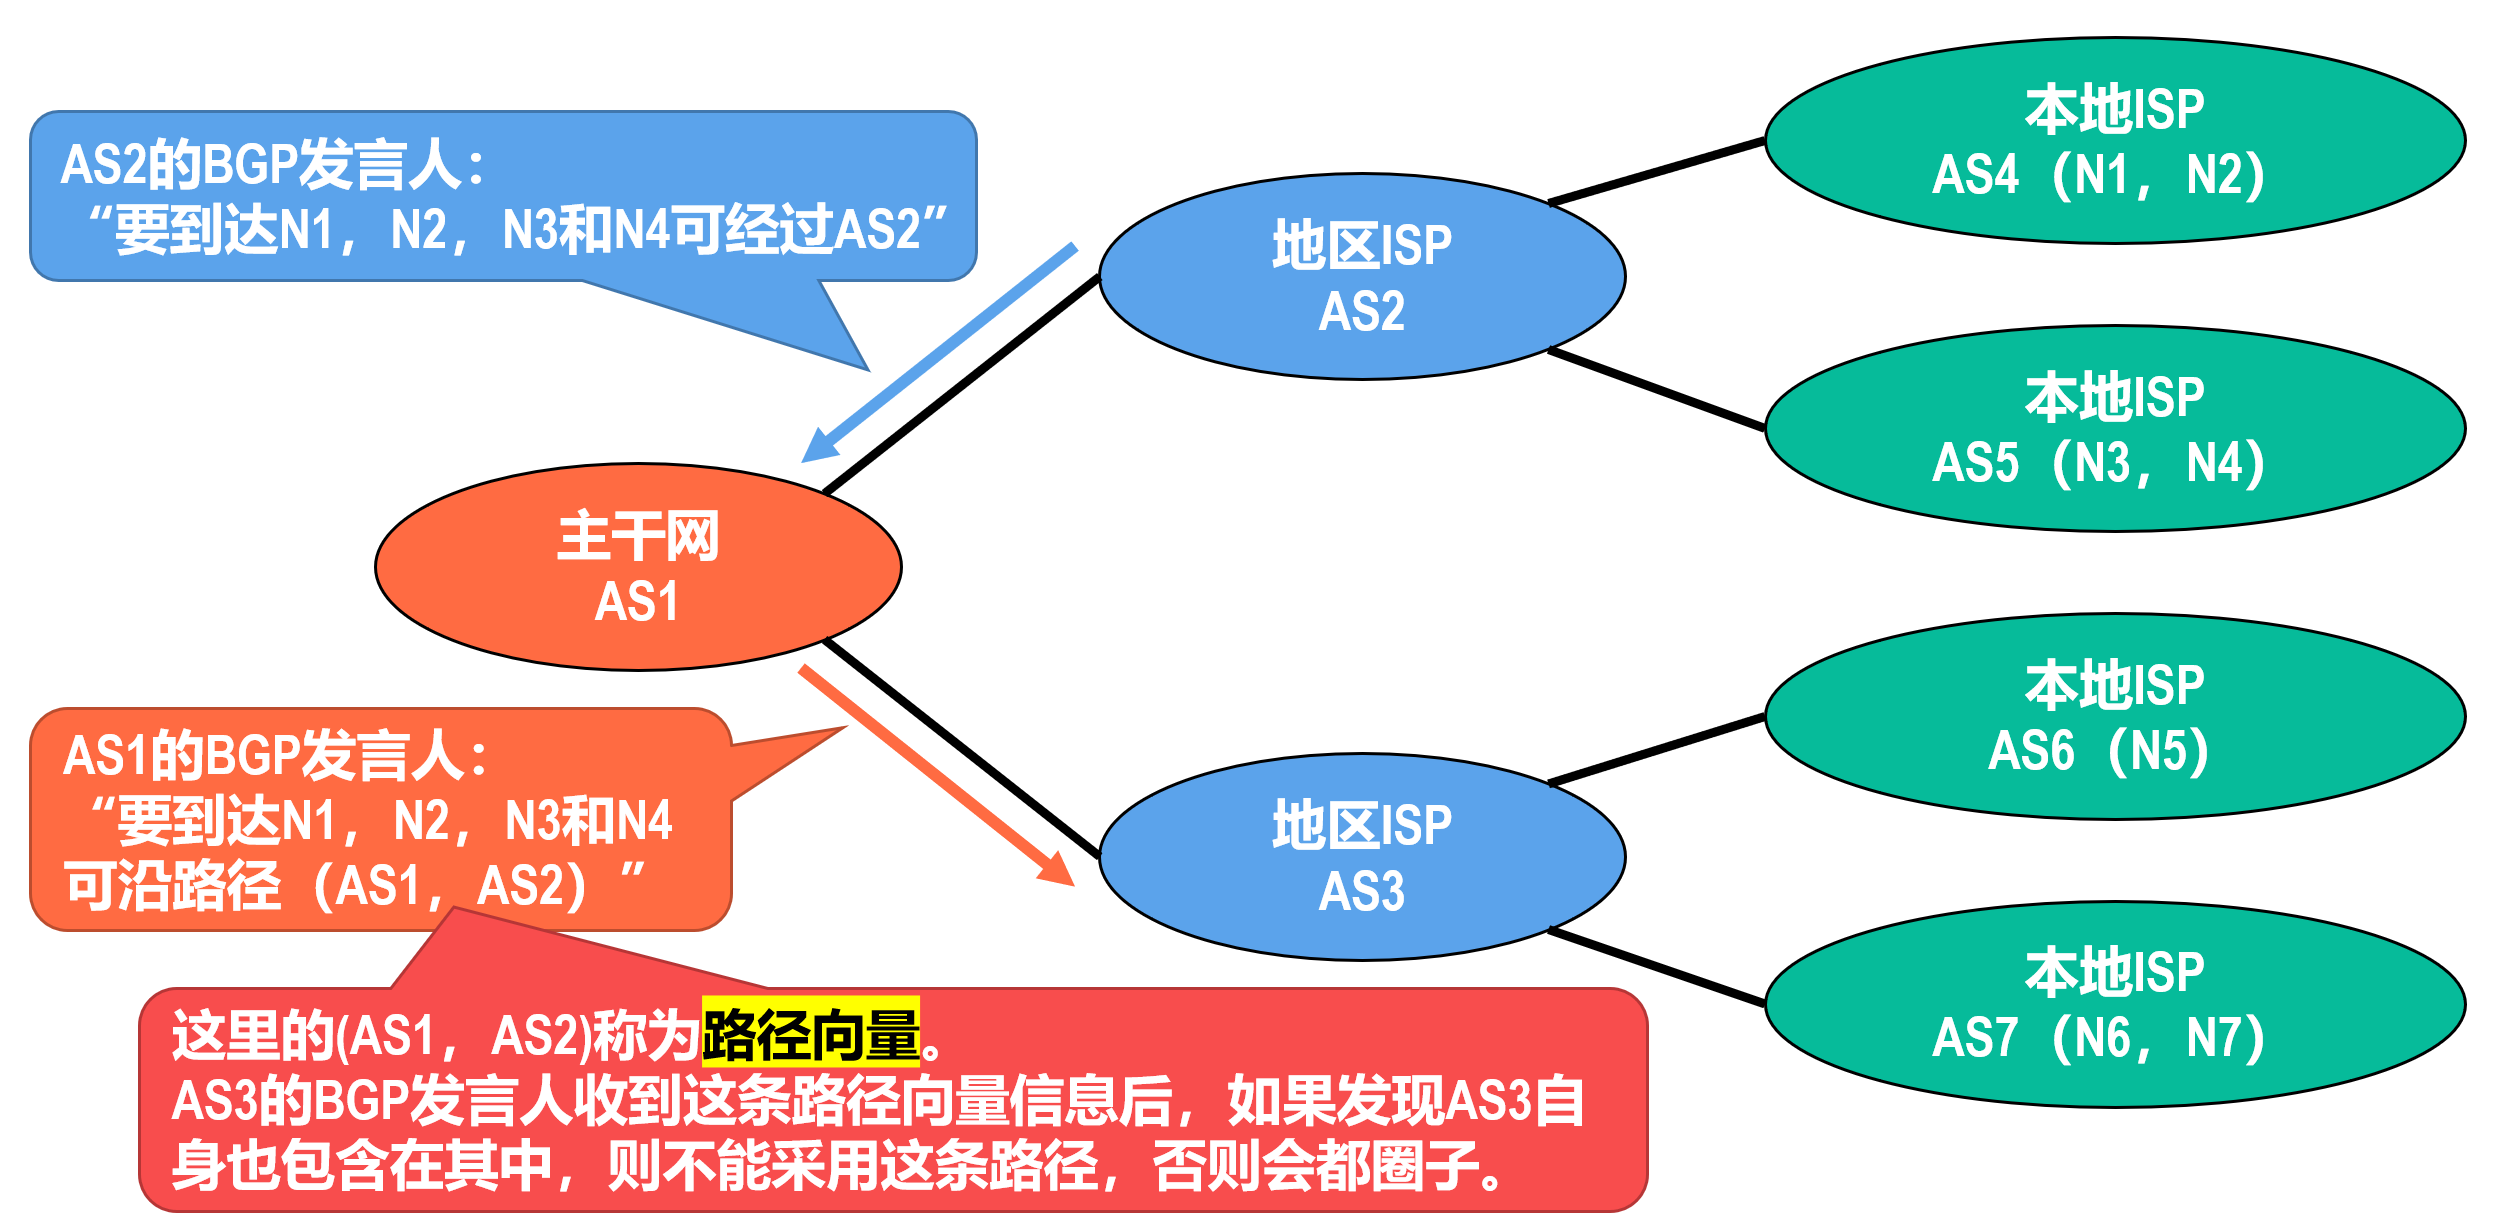 AS2的BGP发言人：
“要到达N1，N2，N3和N4可经过AS2”
AS1的BGP发言人：
“要到达N1，N2，N3和N4
可沿路径（AS1，AS2）”
这里的(AS1，AS2)称为路径向量。
AS3的BGP发言人收到这条路径向量信息后，如果发现AS3自
身也包含在其中，则不能采用这条路径，否则会都圈子。
主干网
AS1
地区ISP
AS2
地区ISP
AS3
本地ISP
AS4（N1，N2）
本地ISP
AS5（N3，N4）
本地ISP
AS6（N5）
本地ISP
AS7（N6，N7）